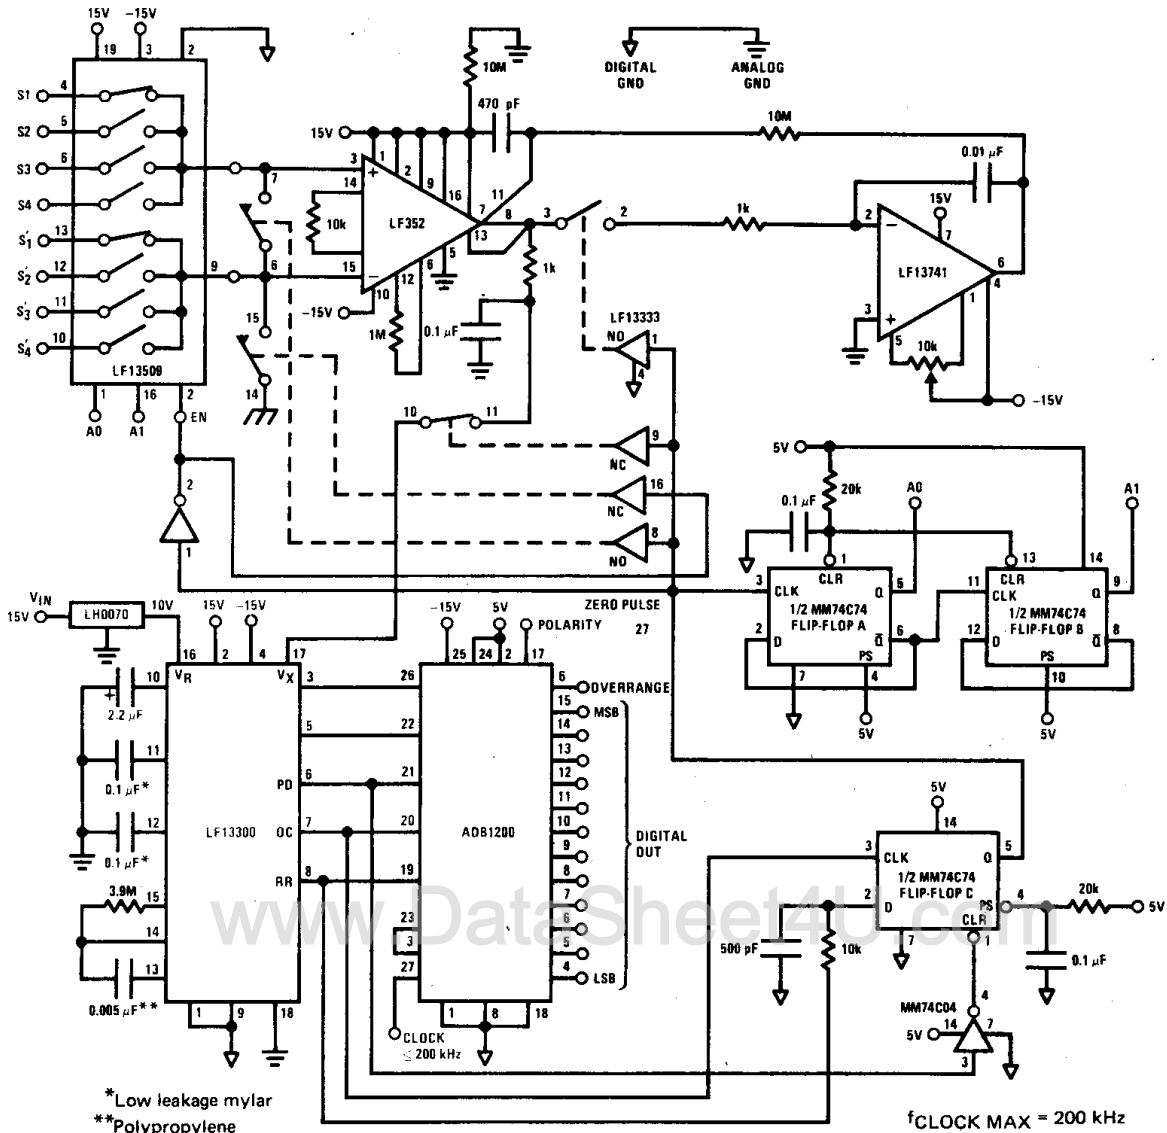 15V -15V
19 3 2
10M
DIGITAL GND
ANALOG GND
S1 4
S2 5
S3 6
S4
S'1 13
S'2 12
S'3 11
S'4 10
LF13509
1 16 2
A0 A1 EN
7
9 6
15
14
470 pF
15V
3 1 2 9 16 11
14
10k
LF352
7 8
13
15
12 6 5
10
-15V
1M
0.1 µF
1k
3 2
1k
10M
0.01 µF
15V
2 7
LF13741
6
4
3
5 1
10k
-15V
LF13333
NO 1
4
10 11
9
NC
16
NC
8
NO
2
1
5V
20k
0.1 µF
A0
A1
1 13 14
3 CLK CLR Q 6
1/2 MM74C74
FLIP-FLOP A
2 D Q 6
PS
7 4
5V
11 CLR
CLK Q 9
1/2 MM74C74
FLIP-FLOP B
12 D Q 8
PS
10
5V
ZERO PULSE
27
VIN
15V LH0070 10V
15V -15V
16 2 4 17
VR VX
10
2.2 µF
+
11
0.1 µF*
12
0.1 µF*
3.9M 15
14
13
0.005 µF**
LF13300
3
5
PD 6
OC 7
RR 8
1 9 18
-15V 5V POLARITY
25 24 2 17
26
22
21
20
19
23
3
27
ADB1200
1 8 18
CLOCK
≤ 200 kHz
6 OVERRANGE
15 MSB
14
13
12
11
10
9
8
7
6
5
4 LSB
DIGITAL OUT
5V
14
3 CLK Q 5
1/2 MM74C74
FLIP-FLOP C
2 D PS 4
CLR
7 1
20k
5V
500 pF
10k
0.1 µF
4
MM74C04
5V 14 7
3
www.DataSheet4U.com
*Low leakage mylar
**Polypropylene
fCLOCK MAX = 200 kHz